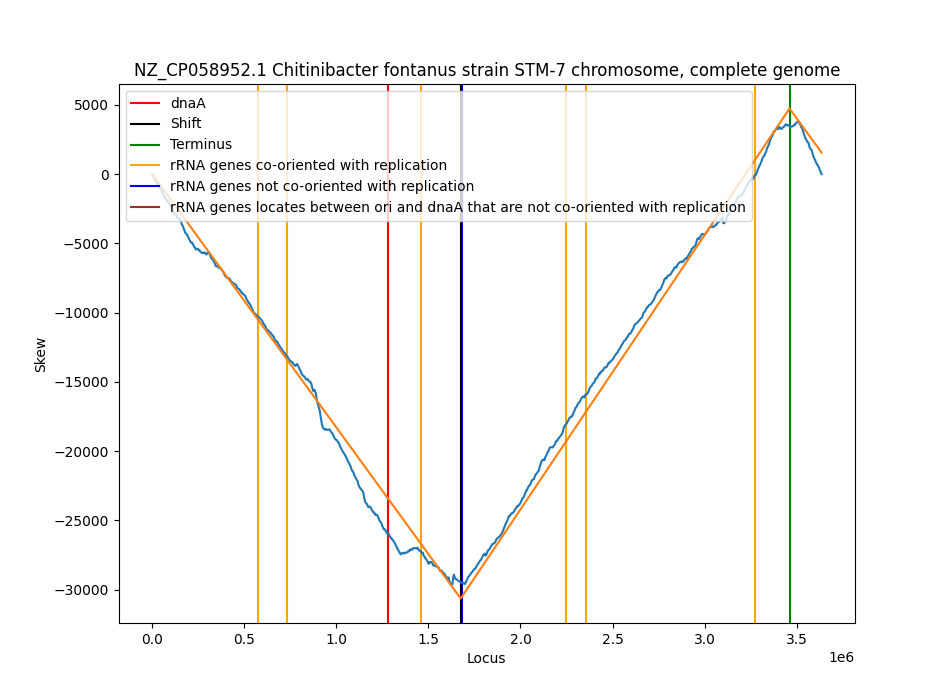 NZ_CP058952.1 Chitinibacter fontanus strain STM-7 chromosome, complete genome
dnaA
Shift
Terminus
rRNA genes co-oriented with replication
rRNA genes not co-oriented with replication
rRNA genes locates between ori and dnaA that are not co-oriented with replication
5000
0
−5000
−10000
−15000
−20000
−25000
−30000
Skew
0.0 0.5 1.0 1.5 2.0 2.5 3.0 3.5
Locus
1e6